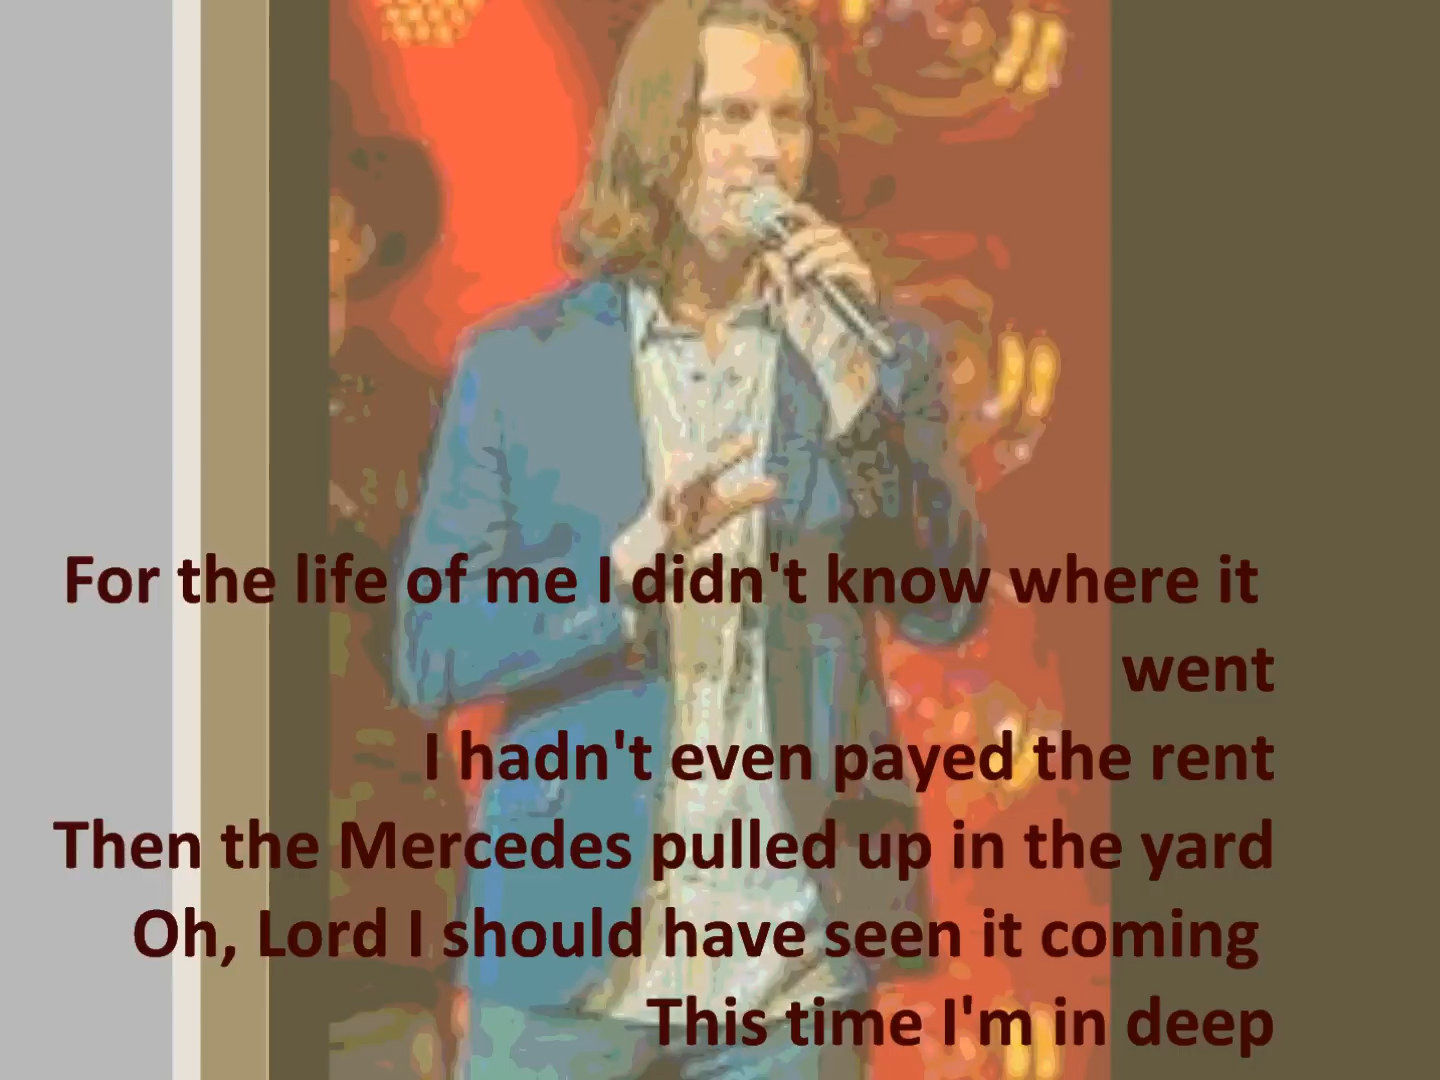 For the life of me I didn't know where it
went
I hadn't even payed the rent
Then the Mercedes pulled up in the yard
Oh, Lord I should have seen it coming
This time I'm in deep